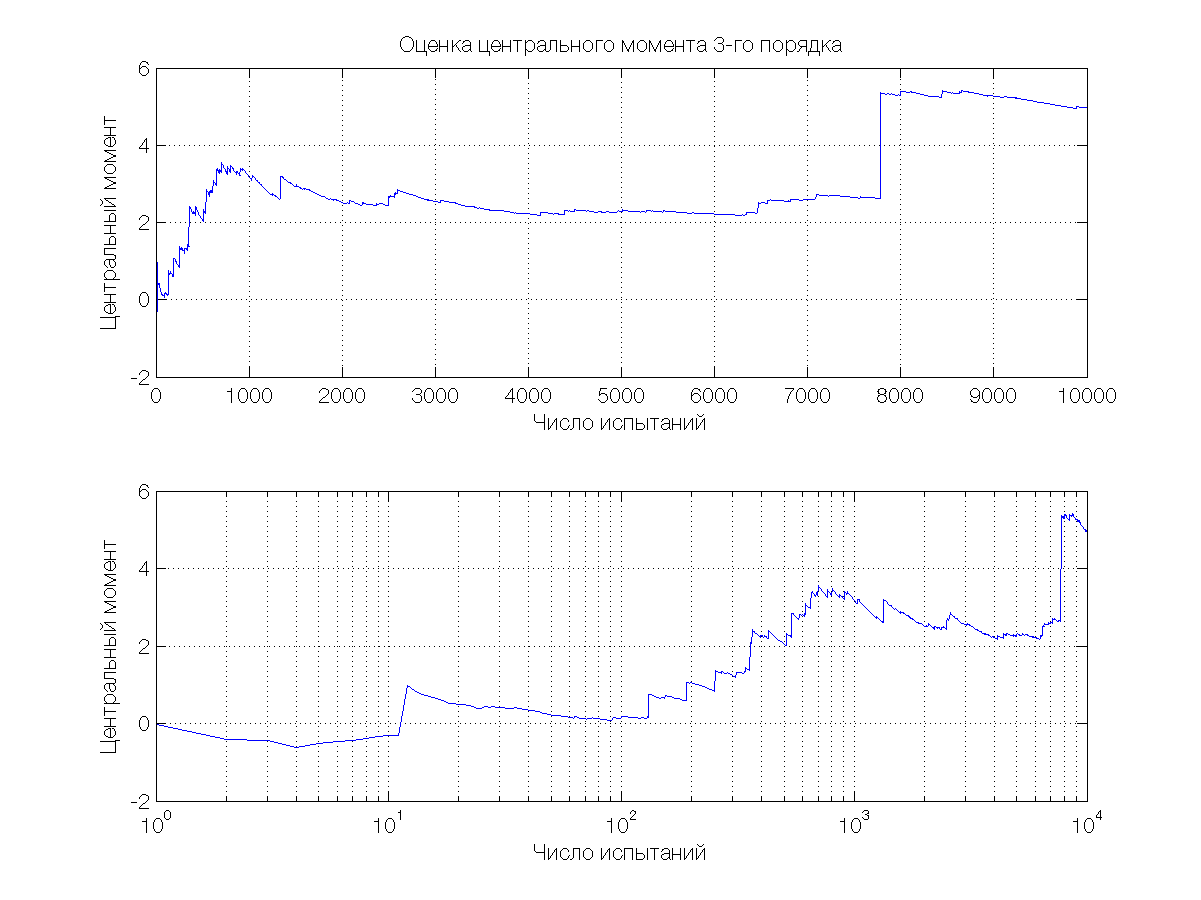 Оценка центрального момента 3-го порядка
Центральный момент
6
4
2
0
-2
0 1000 2000 3000 4000 5000 6000 7000 8000 9000 10000
Число испытаний
Центральный момент
6
4
2
0
-2
10^0 10^1 10^2 10^3 10^4
Число испытаний